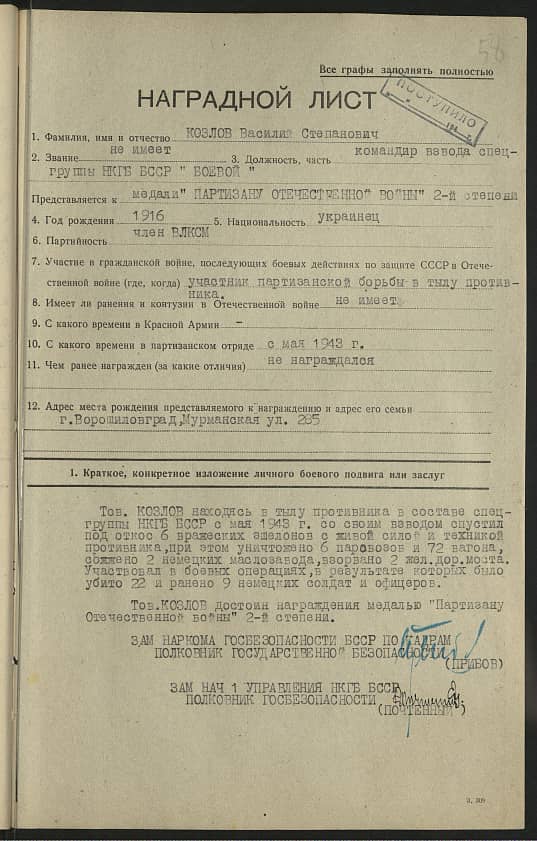 58
Все графы заполнять полностью
НАГРАДНОЙ ЛИСТ
ПОСТУПИЛО
1. Фамилия, имя и отчество КОЗЛОВ Василий Степанович
2. Звание не имеет 3. Должность, часть командир взвода спец-
группы НКГБ БССР " БОЕВОЙ "
Представляется к медали" ПАРТИЗАНУ ОТЕЧЕСТВЕННОЙ ВОЙНЫ" 2-й степени
4. Год рождения 1916 5. Национальность украинец
6. Партийность член ВЛКСМ
7. Участие в гражданской войне, последующих боевых действиях по защите СССР в Отече-
ственной войне (где, когда) участник партизанской борьбы в тылу против-
ника.
8. Имеет ли ранения и контузии в Отечественной войне не имеет
9. С какого времени в Красной Армии –
10. С какого времени в партизанском отряде с мая 1943 г.
11. Чем ранее награжден (за какие отличия) не награждался
12. Адрес места рождения представляемого к награждению и адрес его семьи
г.Ворошиловград,Мурманская ул. 285
1. Краткое, конкретное изложение личного боевого подвига или заслуг
Тов. КОЗЛОВ находясь в тылу противника в составе спец-
группы НКГБ БССР с мая 1943 г. со своим взводом спустил
под откос 6 вражеских эшелонов с живой силой и техникой
противника,при этом уничтожено 6 паровозов и 72 вагона,
сожжено 2 немецких маслозавода, взорвано 2 жел.дор.моста.
Участвовал в боевых операциях,в результате которых было
убито 22 и ранено 9 немецких солдат и офицеров.
Тов.КОЗЛОВ достоин награждения медалью "Партизану
Отечественной войны" 2-й степени.
ЗАМ НАРКОМА ГОСБЕЗОПАСНОСТИ БССР ПО КАДРАМ
ПОЛКОВНИК ГОСУДАРСТВЕННОЙ БЕЗОПАСНОСТИ
(ПРИБОВ)
ЗАМ НАЧ 1 УПРАВЛЕНИЯ НКГБ БССР
ПОЛКОВНИК ГОСБЕЗОПАСНОСТИ
(ПОЧТЕННЫЙ)
З. 309